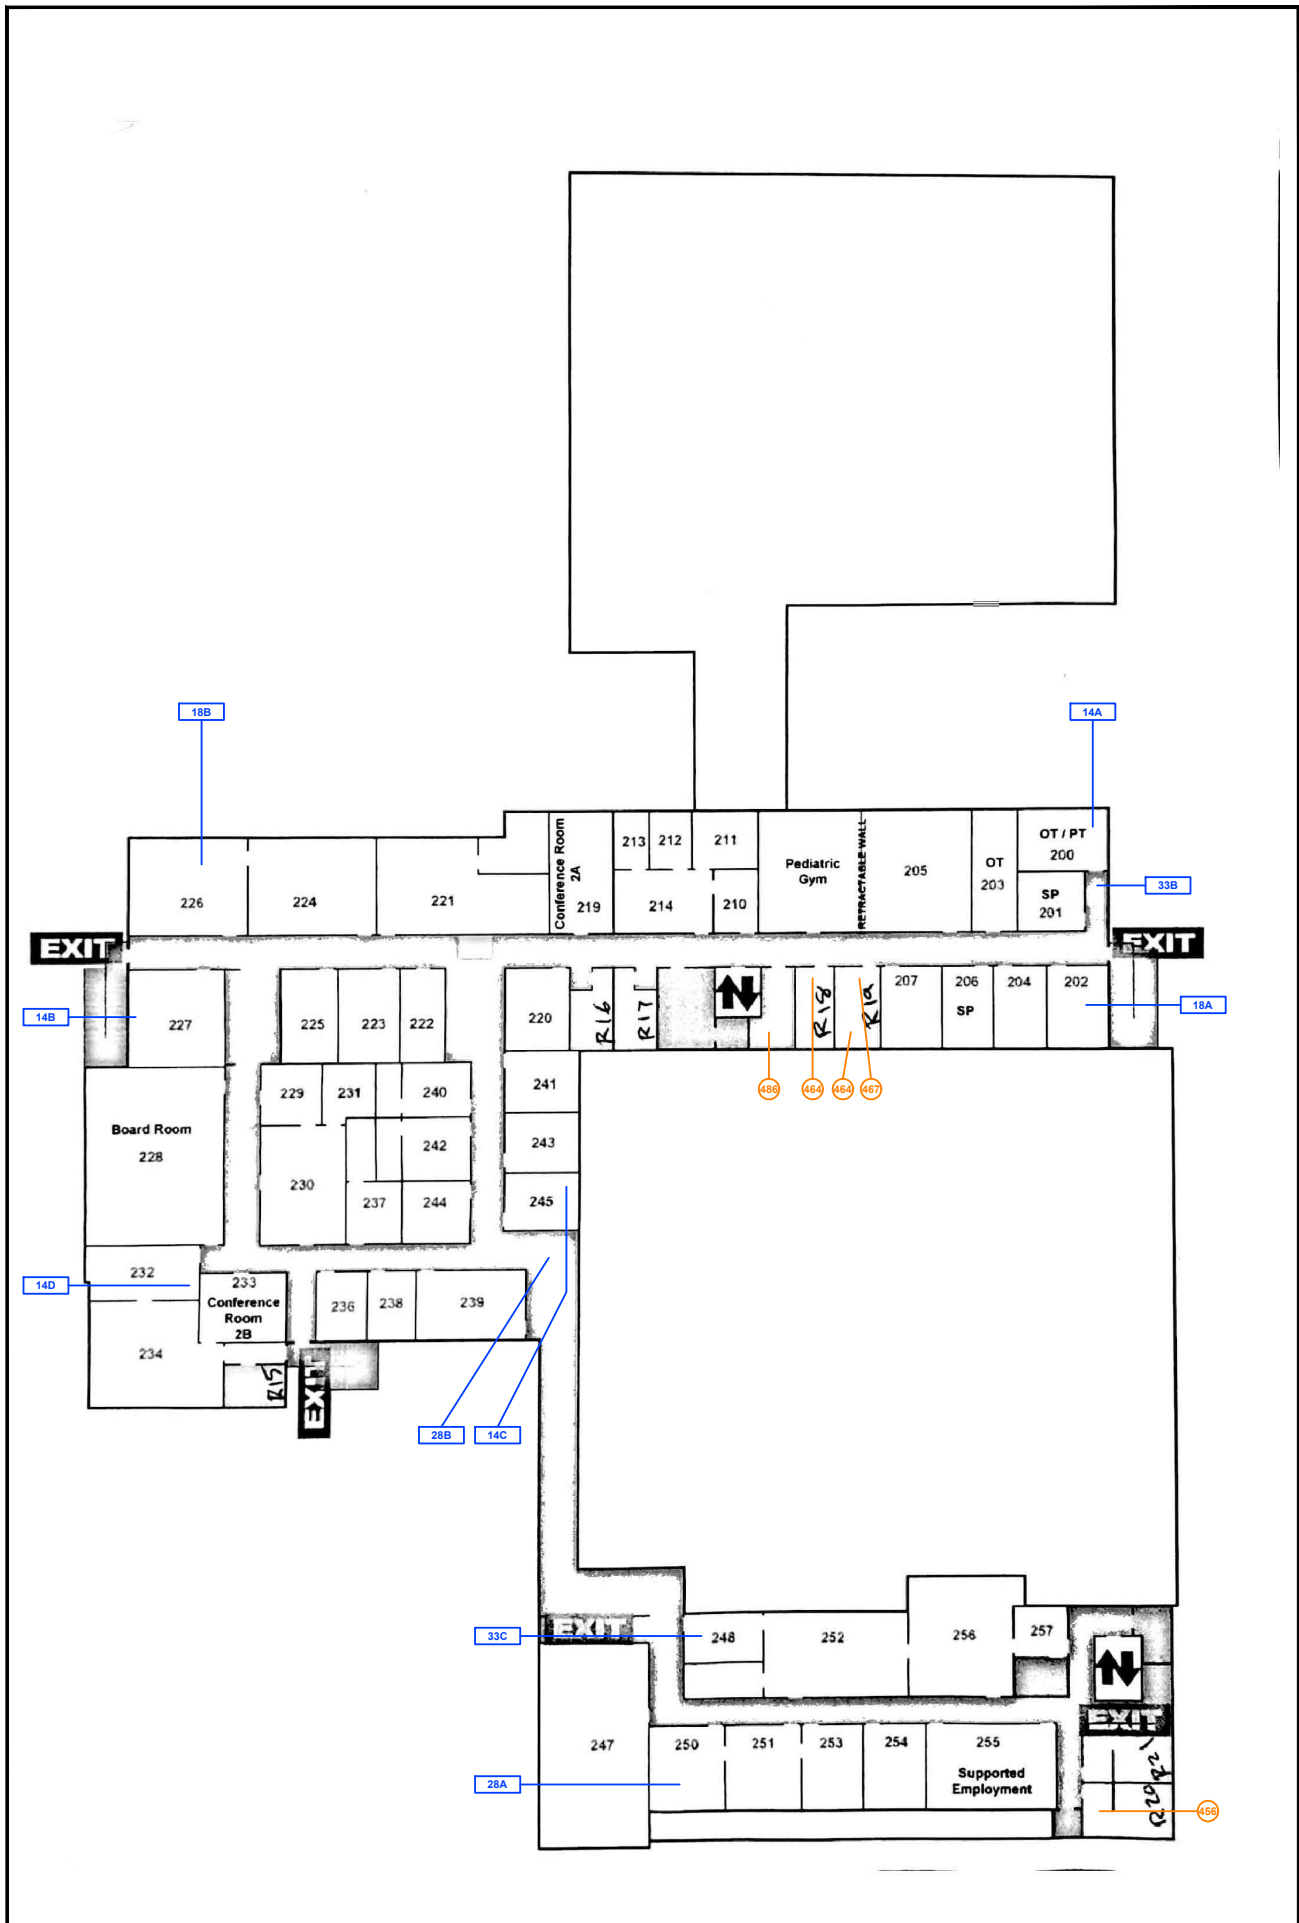 18B
14A
Conference Room
2A
213
212
211
Pediatric
Gym
RETRACTABLE WALL
205
OT
203
OT / PT
200
SP
201
33B
226
224
221
219
214
210
EXIT
EXIT
14B
227
225
223
222
220
R16
R17
R18
R19
207
206
SP
204
202
18A
486
464
464
467
229
231
240
241
Board Room
228
242
243
230
237
244
245
14D
232
233
Conference
Room
2B
236
238
239
234
R15
EXIT
28B
14C
33C
EXIT
248
252
256
257
EXIT
247
250
251
253
254
255
Supported
Employment
28A
R20
R21
456